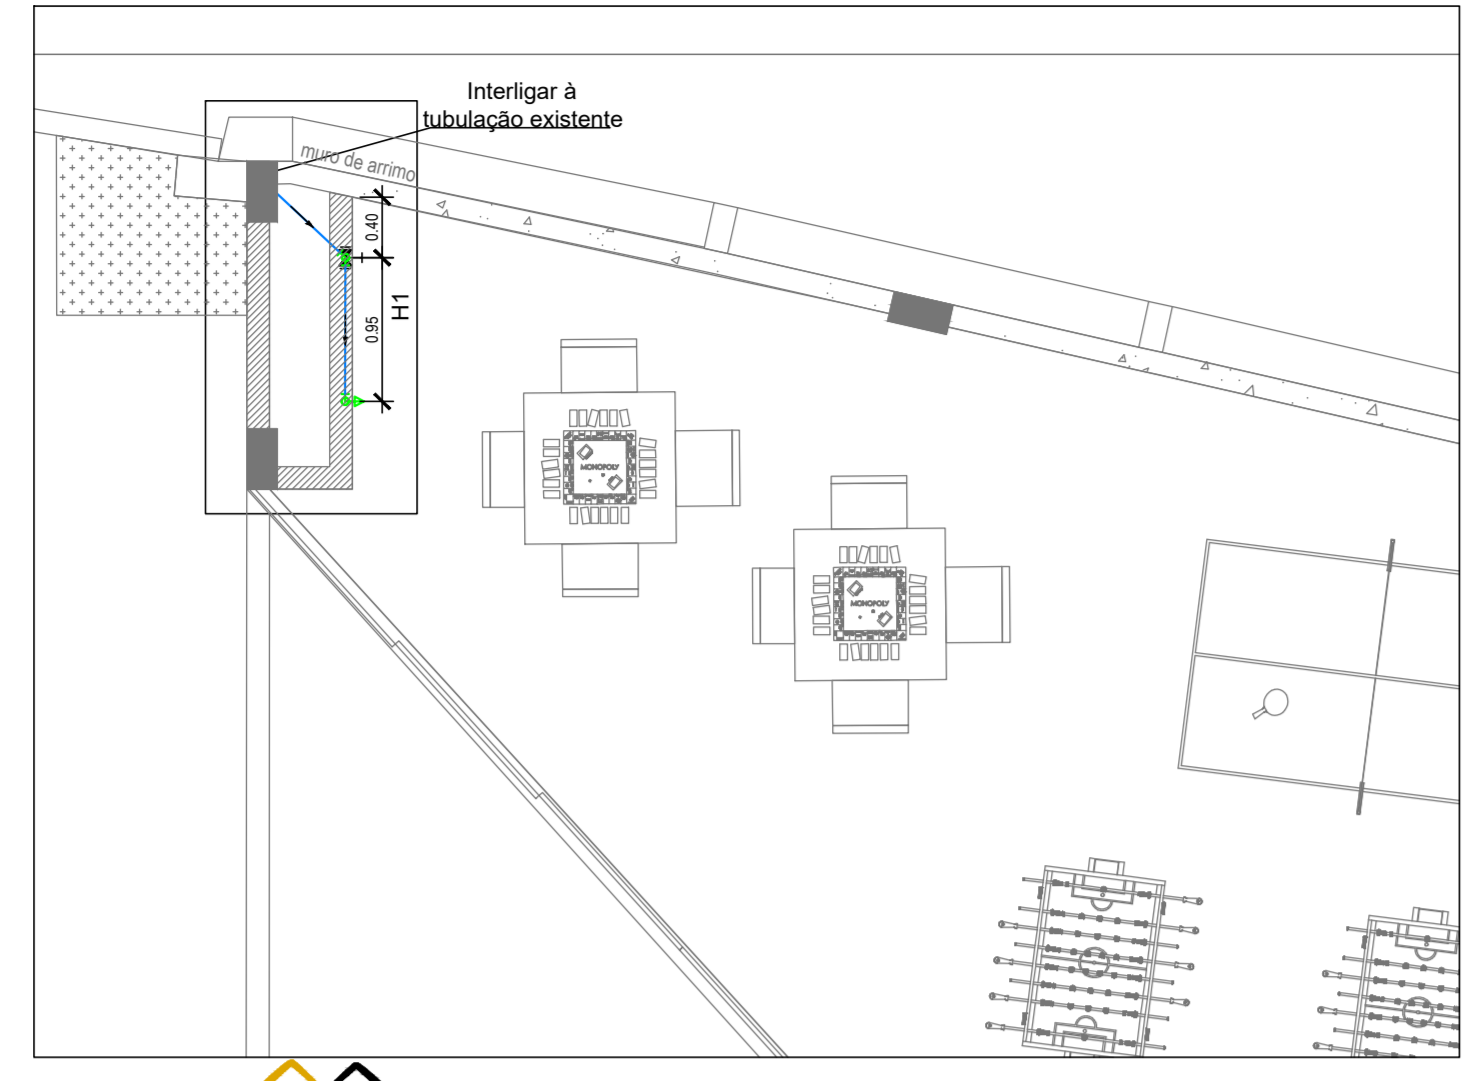 Interligar à
tubulação existente
muro de arrimo
0.40
H1
0.95
MONOPOLY
MONOPOLY